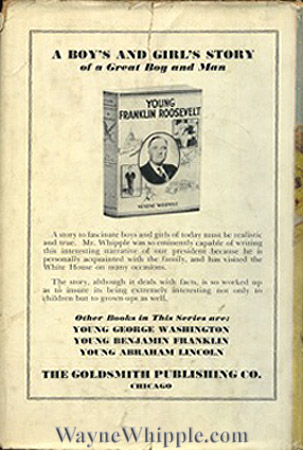 A BOY'S AND GIRL'S STORY
of a Great Boy and Man
YOUNG
FRANKLIN ROOSEVELT
WAYNE WHIPPLE
A story to fascinate boys and girls of today must be realistic
and true. Mr. Whipple was so eminently capable of writing
this interesting narrative of our president because he is
personally acquainted with the family, and has visited the
White House on many occasions.
The story, although it deals with facts, is so worked up
as to insure its being extremely interesting not only to
children but to grown ups as well.
Other Books in This Series are;
YOUNG GEORGE WASHINGTON
YOUNG BENJAMIN FRANKLIN
YOUNG ABRAHAM LINCOLN
THE GOLDSMITH PUBLISHING CO.
CHICAGO
WayneWhipple.com